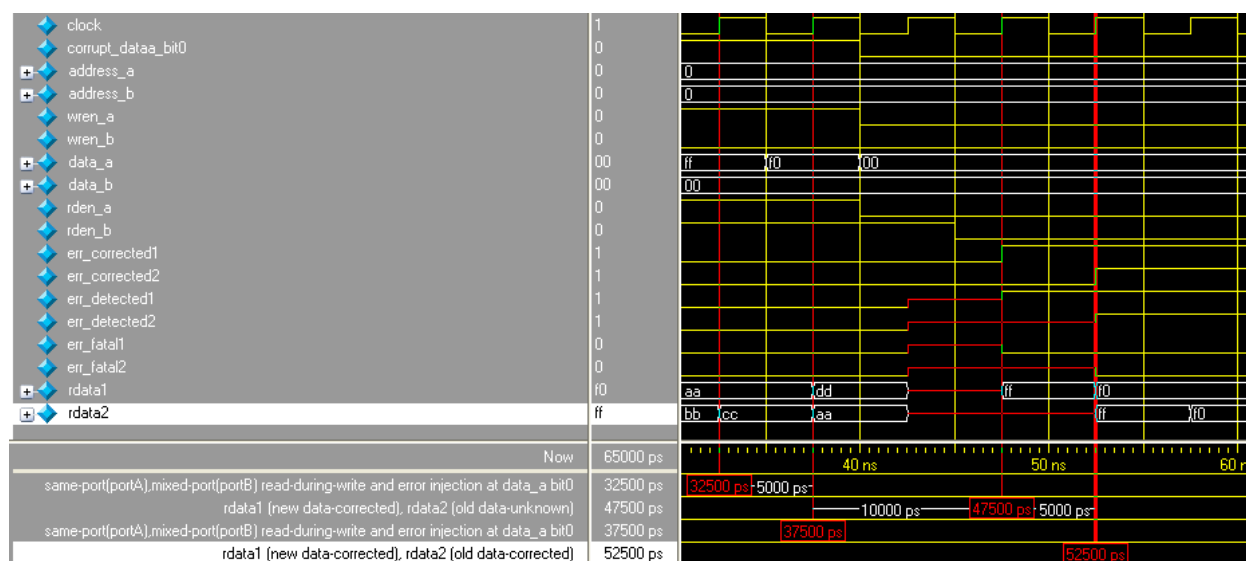 clock 1
corrupt_dataa_bit0 0
address_a 0 0
address_b 0 0
wren_a 0
wren_b 0
data_a 00 ff f0 00
data_b 00 00
rden_a 0
rden_b 0
err_corrected1 1
err_corrected2 1
err_detected1 1
err_detected2 1
err_fatal1 0
err_fatal2 0
rdata1 f0 aa dd ff f0
rdata2 ff bb cc aa ff f0
Now 65000 ps 40 ns 50 ns 60 n
same-port(portA),mixed-port(portB) read-during-write and error injection at data_a bit0 32500 ps 32500 ps 5000 ps
rdata1 (new data-corrected), rdata2 (old data-unknown) 47500 ps 10000 ps 47500 ps 5000 ps
same-port(portA),mixed-port(portB) read-during-write and error injection at data_a bit0 37500 ps 37500 ps
rdata1 (new data-corrected), rdata2 (old data-corrected) 52500 ps 52500 ps